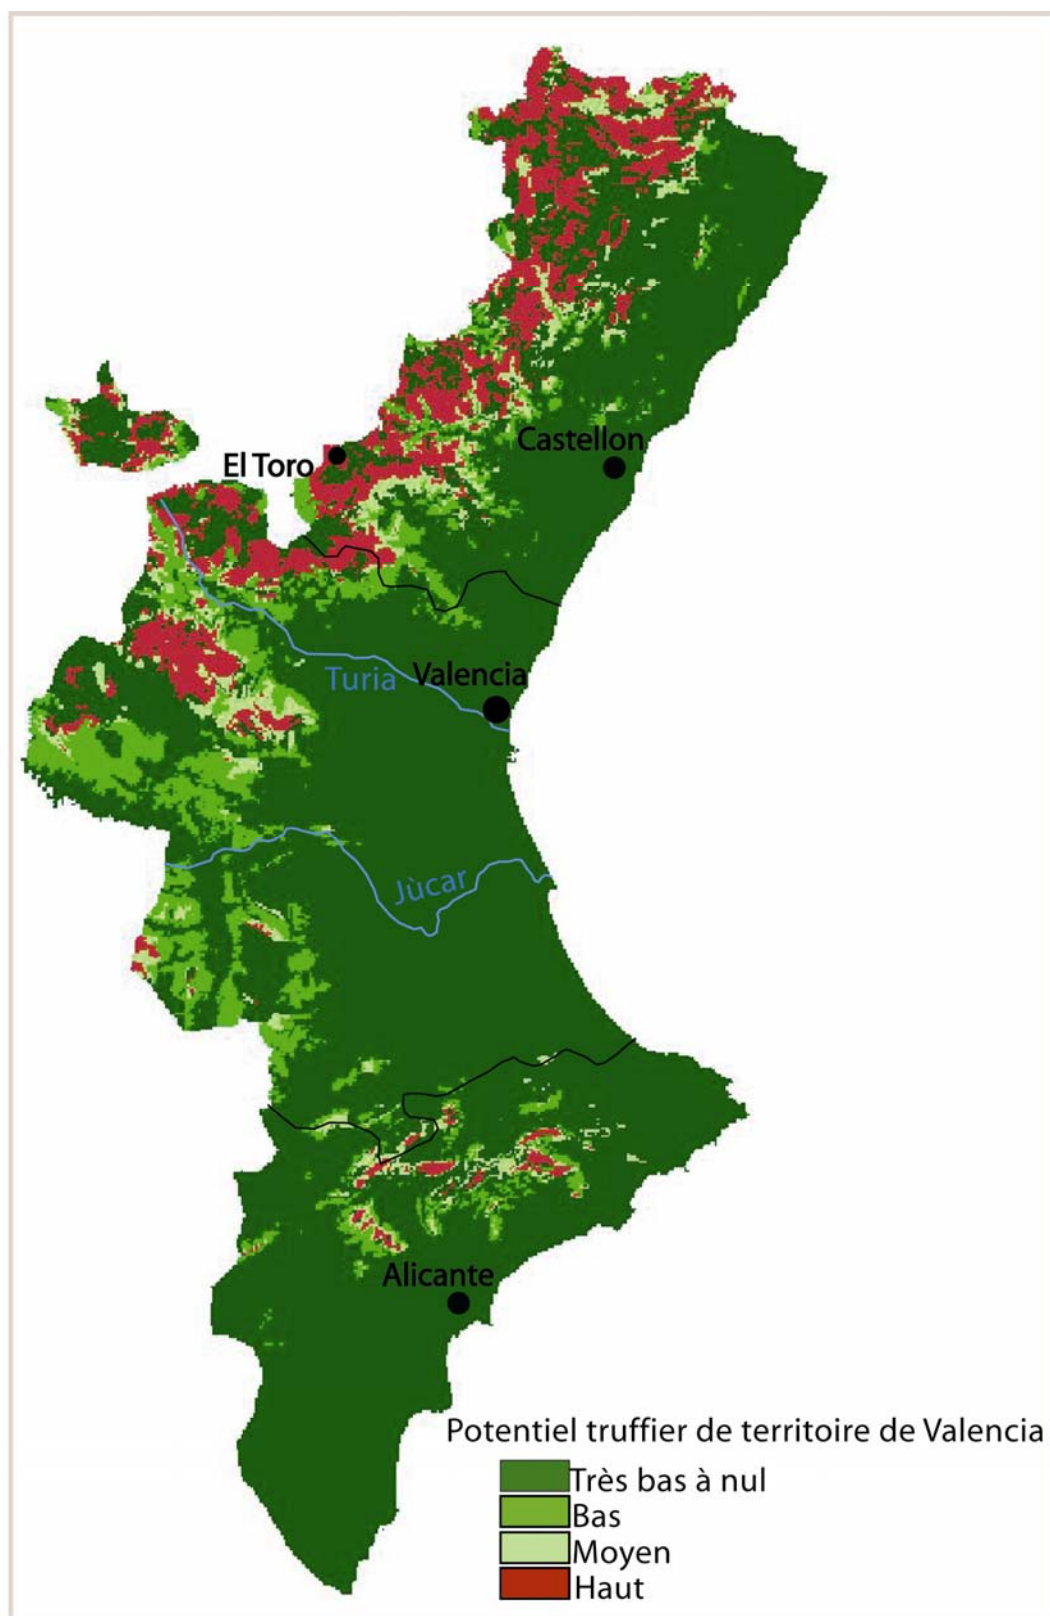 Castellon
El Toro
Turia
Valencia
Jùcar
Alicante
Potentiel truffier de territoire de Valencia
Très bas à nul
Bas
Moyen
Haut